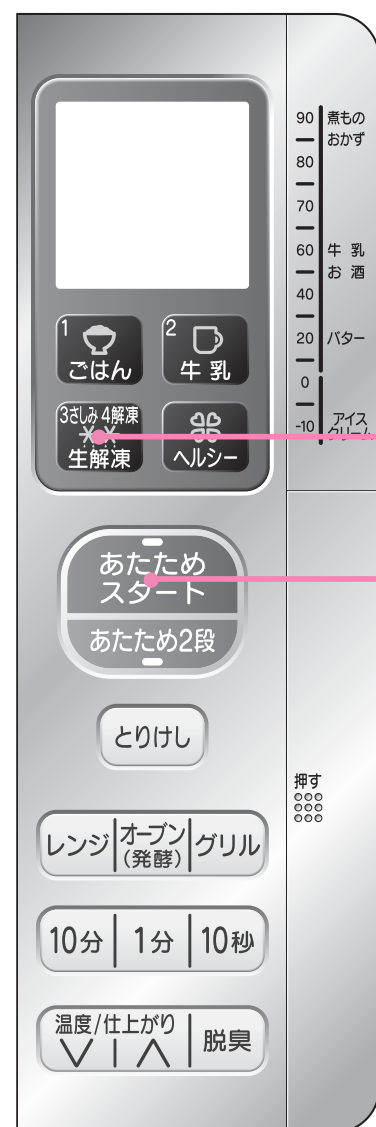 1
ごはん
2
牛乳
3さしみ 4解凍
生解凍
ヘルシー
あたため
スタート
あたため2段
とりけし
レンジ
オーブン
(発酵)
グリル
10分
1分
10秒
温度/仕上がり
脱臭
90 煮もの
おかず
80
70
60 牛乳
お酒
40
20 バター
0
-10 アイス
クリーム
押す